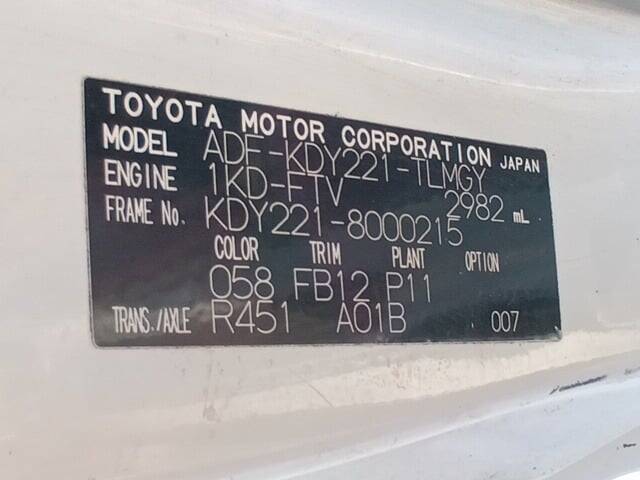 TOYOTA MOTOR CORPORATION JAPAN
MODEL ADF-KDY221-TLMGY
ENGINE 1KD-FTV 2982 mL
FRAME No. KDY221-8000215
COLOR TRIM PLANT OPTION
058 FB12 P11
TRANS./AXLE R451 A01B 007